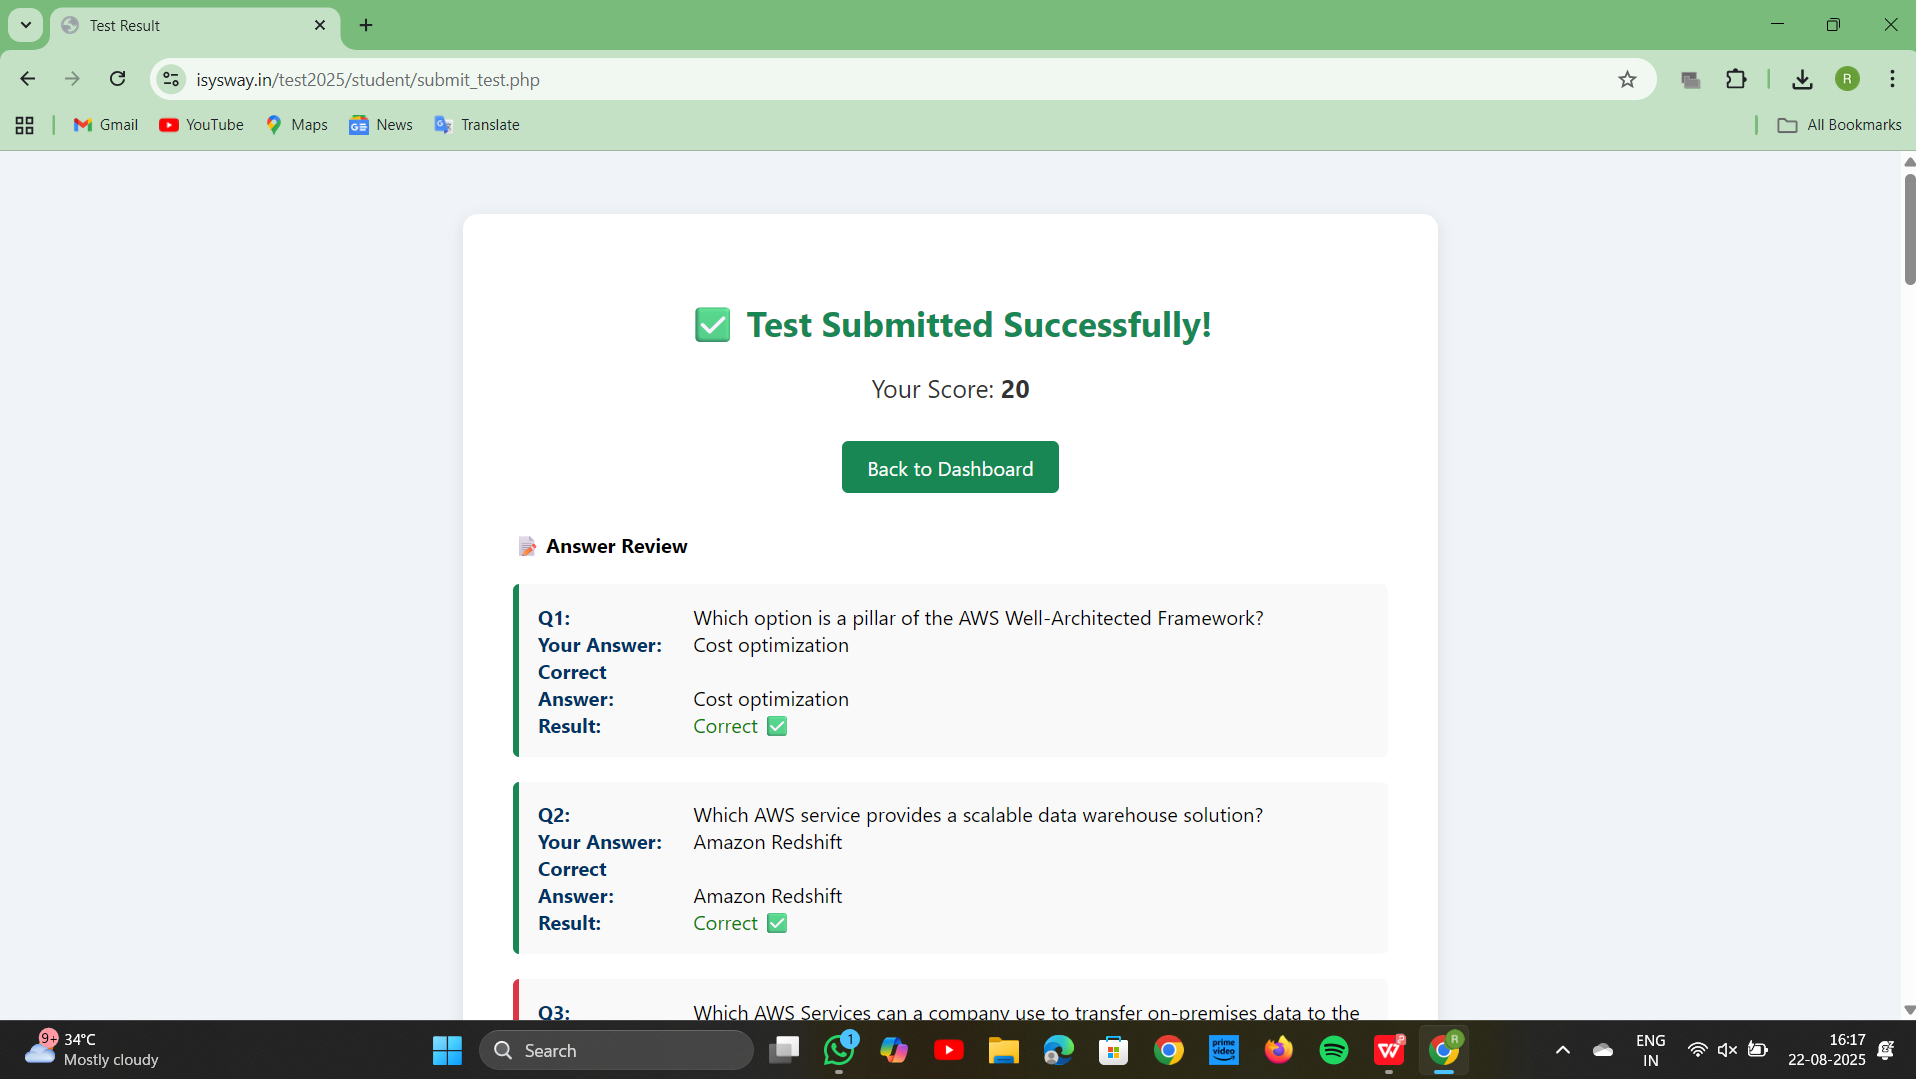 Test Result
isysway.in/test2025/student/submit_test.php
R
Gmail
YouTube
Maps
News
Translate
All Bookmarks
Test Submitted Successfully!
Your Score: 20
Back to Dashboard
Answer Review
Q1: Which option is a pillar of the AWS Well-Architected Framework?
Your Answer: Cost optimization
Correct
Answer: Cost optimization
Result: Correct
Q2: Which AWS service provides a scalable data warehouse solution?
Your Answer: Amazon Redshift
Correct
Answer: Amazon Redshift
Result: Correct
Q3: Which AWS Services can a company use to transfer on-premises data to the
9+
34°C
Mostly cloudy
Search
1
prime video
R
ENG
IN
16:17
22-08-2025